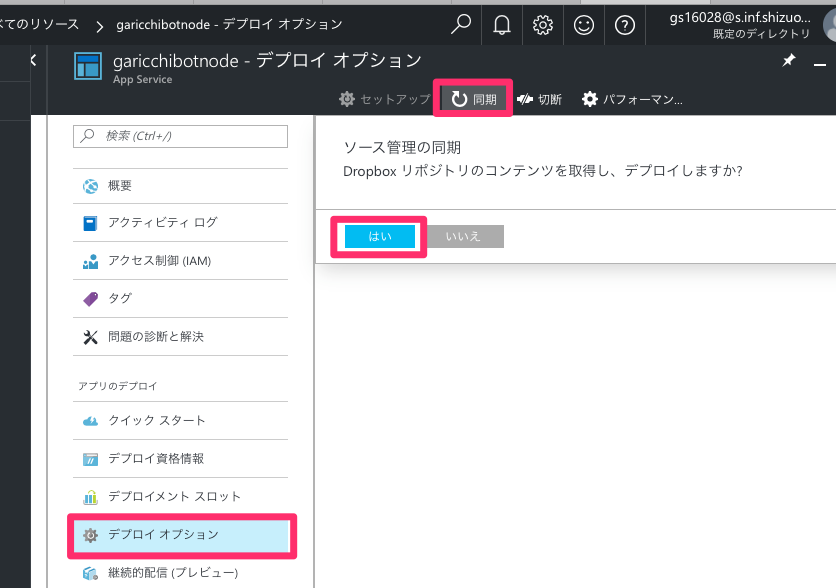 べてのリソース > garicchibotnode - デプロイ オプション
gs16028@s.inf.shizuo...
既定のディレクトリ
garicchibotnode - デプロイ オプション
App Service
セットアップ 同期 切断 パフォーマン...
検索 (Ctrl+/)
概要
アクティビティ ログ
アクセス制御 (IAM)
タグ
問題の診断と解決
アプリのデプロイ
クイック スタート
デプロイ資格情報
デプロイメント スロット
デプロイ オプション
継続的配信 (プレビュー)
ソース管理の同期
Dropbox リポジトリのコンテンツを取得し、デプロイしますか?
はい いいえ